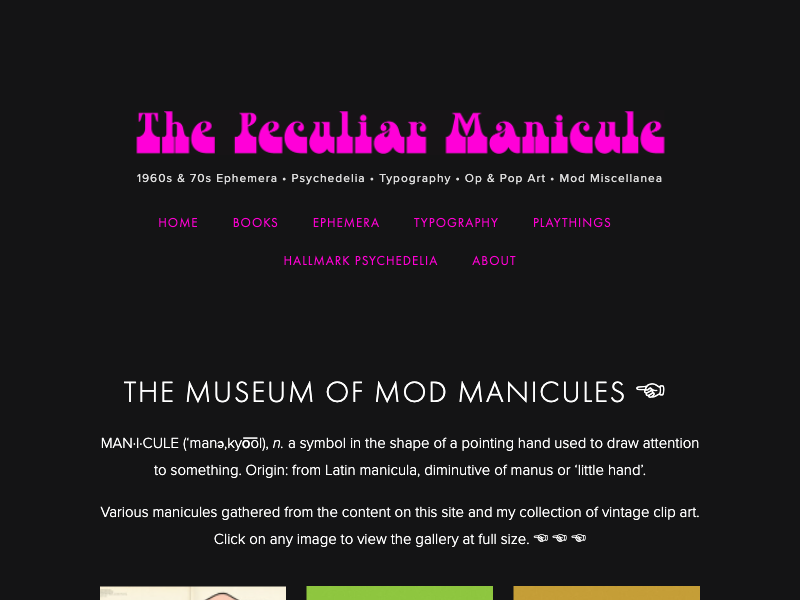 The Peculiar Manicule
1960s & 70s Ephemera • Psychedelia • Typography • Op & Pop Art • Mod Miscellanea
HOME BOOKS EPHEMERA TYPOGRAPHY PLAYTHINGS
HALLMARK PSYCHEDELIA ABOUT
THE MUSEUM OF MOD MANICULES ☜
MAN·I·CULE (ˈmanəˌkyo͞ol), n. a symbol in the shape of a pointing hand used to draw attention
to something. Origin: from Latin manicula, diminutive of manus or ‘little hand’.
Various manicules gathered from the content on this site and my collection of vintage clip art.
Click on any image to view the gallery at full size. ☜ ☜ ☜